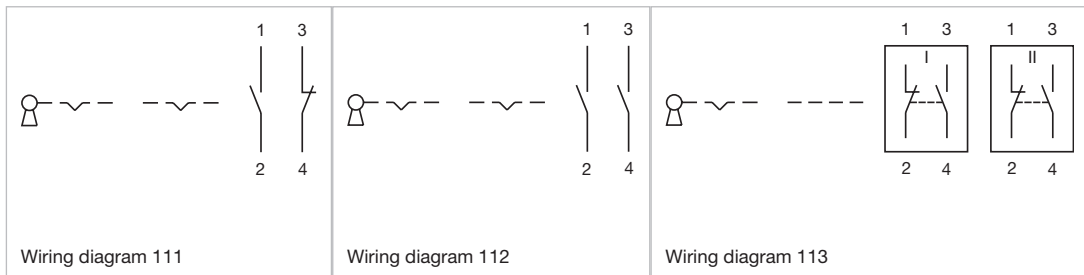 1 3
2 4
Wiring diagram 111
1 3
2 4
Wiring diagram 112
1 3 1 3
I II
2 4 2 4
Wiring diagram 113